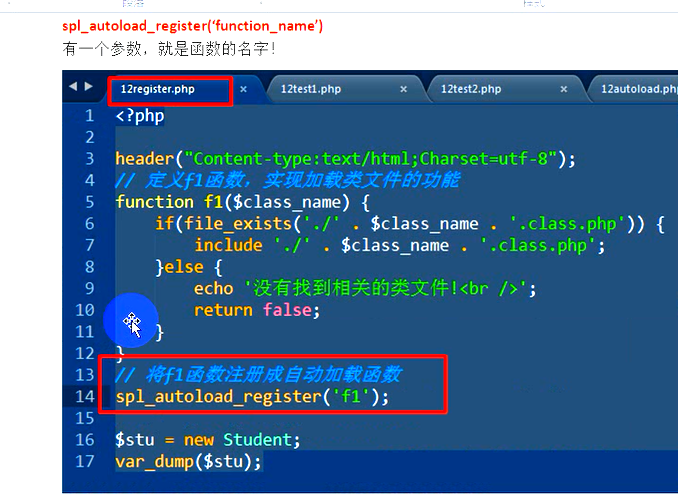 spl_autoload_register(‘function_name’)
有一个参数，就是函数的名字！
12register.php × 12test1.php × 12test2.php × 12autoload.php
1 <?php
2
3 header("Content-type:text/html;Charset=utf-8");
4 // 定义f1函数，实现加载类文件的功能
5 function f1($class_name) {
6 if(file_exists('./' . $class_name . '.class.php')) {
7 include './' . $class_name . '.class.php';
8 }else {
9 echo '没有找到相关的类文件!<br />';
10 return false;
11 }
12 }
13 // 将f1函数注册成自动加载函数
14 spl_autoload_register('f1');
15
16 $stu = new Student;
17 var_dump($stu);